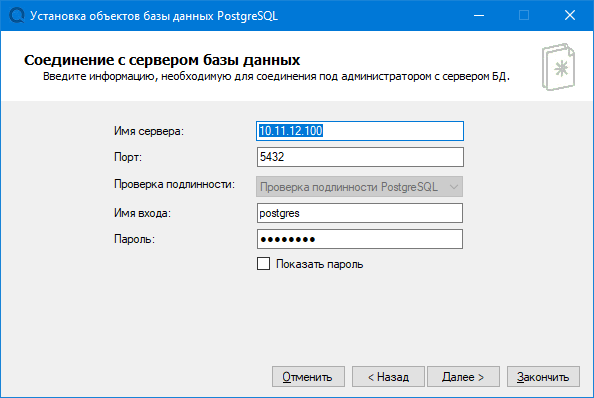 Установка объектов базы данных PostgreSQL
Соединение с сервером базы данных
Введите информацию, необходимую для соединения под администратором с сервером БД.
Имя сервера: 10.11.12.100
Порт: 5432
Проверка подлинности: Проверка подлинности PostgreSQL
Имя входа: postgres
Пароль: ●●●●●●●●
Показать пароль
Отменить < Назад Далее > Закончить